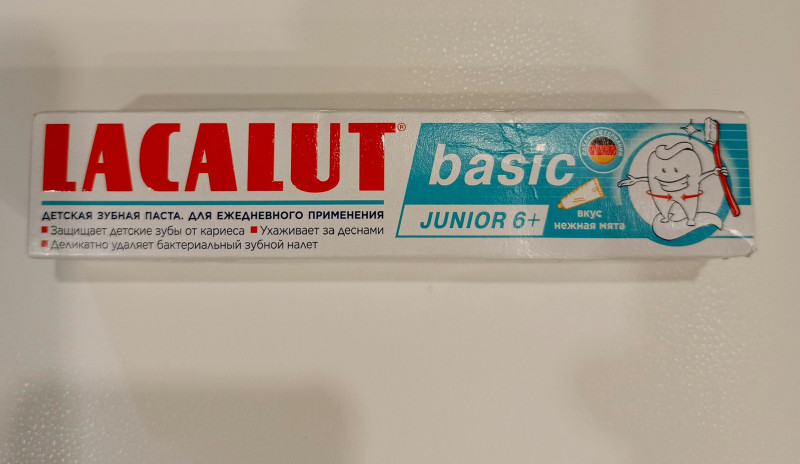 LACALUT®
ДЕТСКАЯ ЗУБНАЯ ПАСТА. ДЛЯ ЕЖЕДНЕВНОГО ПРИМЕНЕНИЯ
Защищает детские зубы от кариеса Ухаживает за деснами
Деликатно удаляет бактериальный зубной налет
basic
JUNIOR 6+
вкус
нежная мята